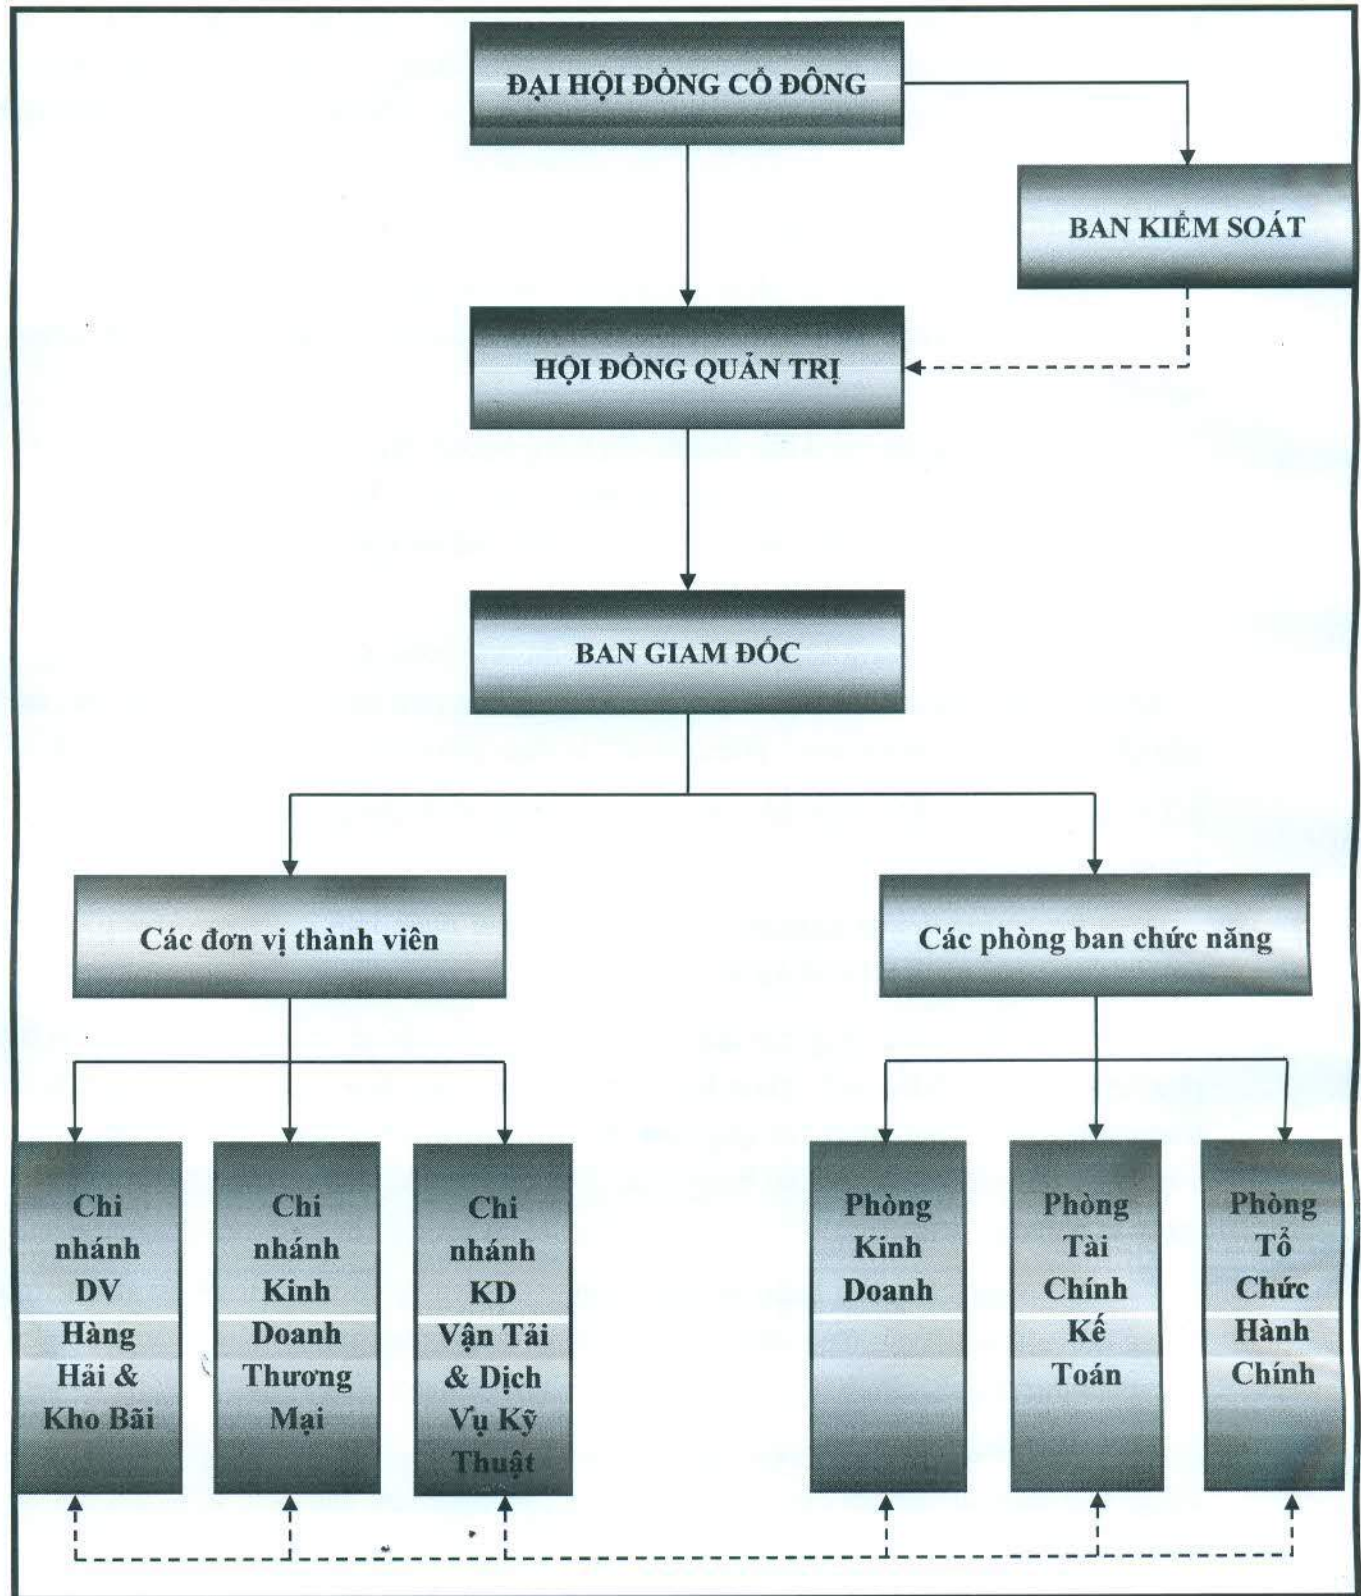 ĐẠI HỘI ĐỒNG CỔ ĐÔNG
BAN KIỂM SOÁT
HỘI ĐỒNG QUẢN TRỊ
BAN GIAM ĐỐC
Các đơn vị thành viên
Các phòng ban chức năng
Chi
nhánh
DV
Hàng
Hải &
Kho Bãi
Chi
nhánh
Kinh
Doanh
Thương
Mại
Chi
nhánh
KD
Vận Tải
& Dịch
Vụ Kỹ
Thuật
Phòng
Kinh
Doanh
Phòng
Tài
Chính
Kế
Toán
Phòng
Tổ
Chức
Hành
Chính